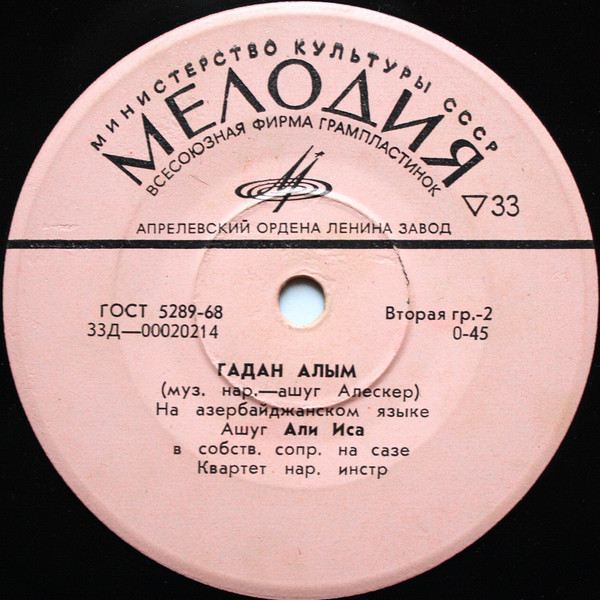 МИНИСТЕРСТВО КУЛЬТУРЫ СССР
МЕЛОДИЯ
ВСЕСОЮЗНАЯ ФИРМА ГРАМПЛАСТИНОК
▽33
АПРЕЛЕВСКИЙ ОРДЕНА ЛЕНИНА ЗАВОД
ГОСТ 5289-68
33Д—00020214
Вторая гр.-2
0-45
ГАДАН АЛЫМ
(муз. нар.—ашуг Алескер)
На азербайджанском языке
Ашуг Али Иса
в собств. сопр. на сазе
Квартет нар. инстр